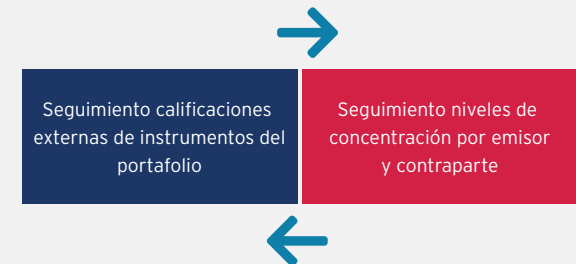 Seguimiento calificaciones
externas de instrumentos del
portafolio
Seguimiento niveles de
concentración por emisor
y contraparte